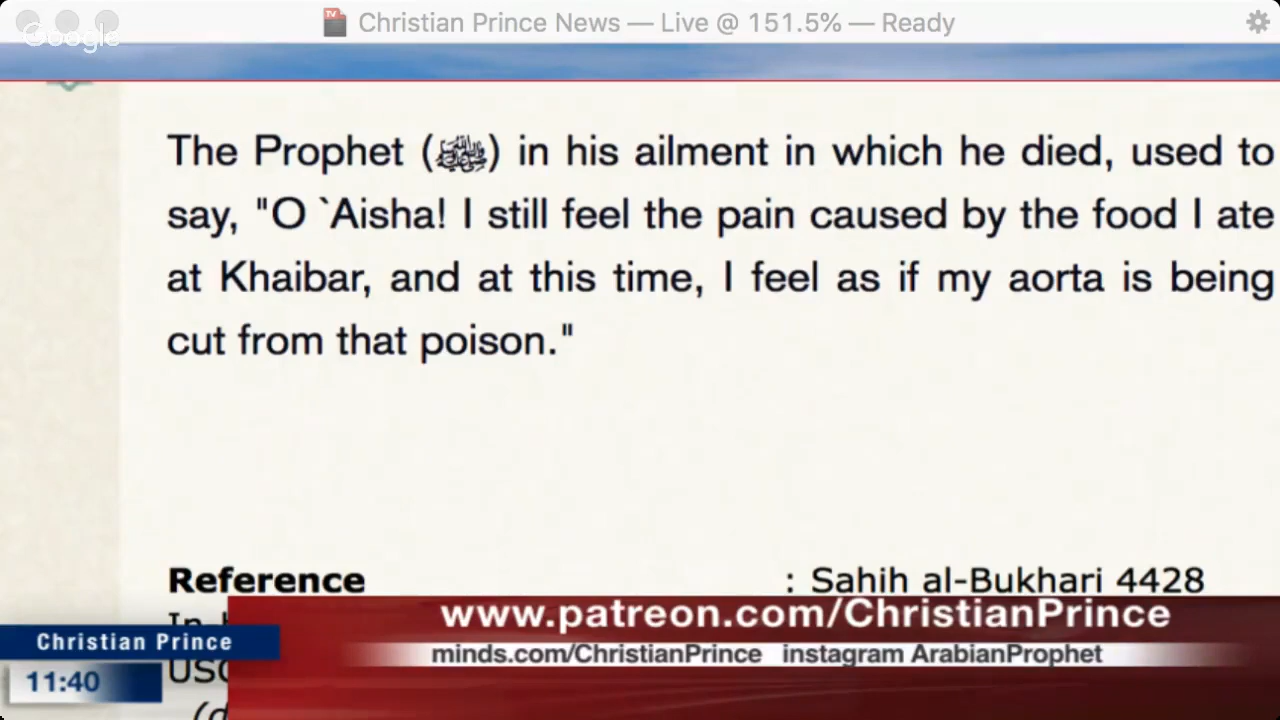 Christian Prince News — Live @ 151.5% — Ready
Google
The Prophet (ﷺ) in his ailment in which he died, used to
say, "O `Aisha! I still feel the pain caused by the food I ate
at Khaibar, and at this time, I feel as if my aorta is being
cut from that poison."
Reference : Sahih al-Bukhari 4428
www.patreon.com/ChristianPrince
Christian Prince
minds.com/ChristianPrince instagram ArabianProphet
11:40